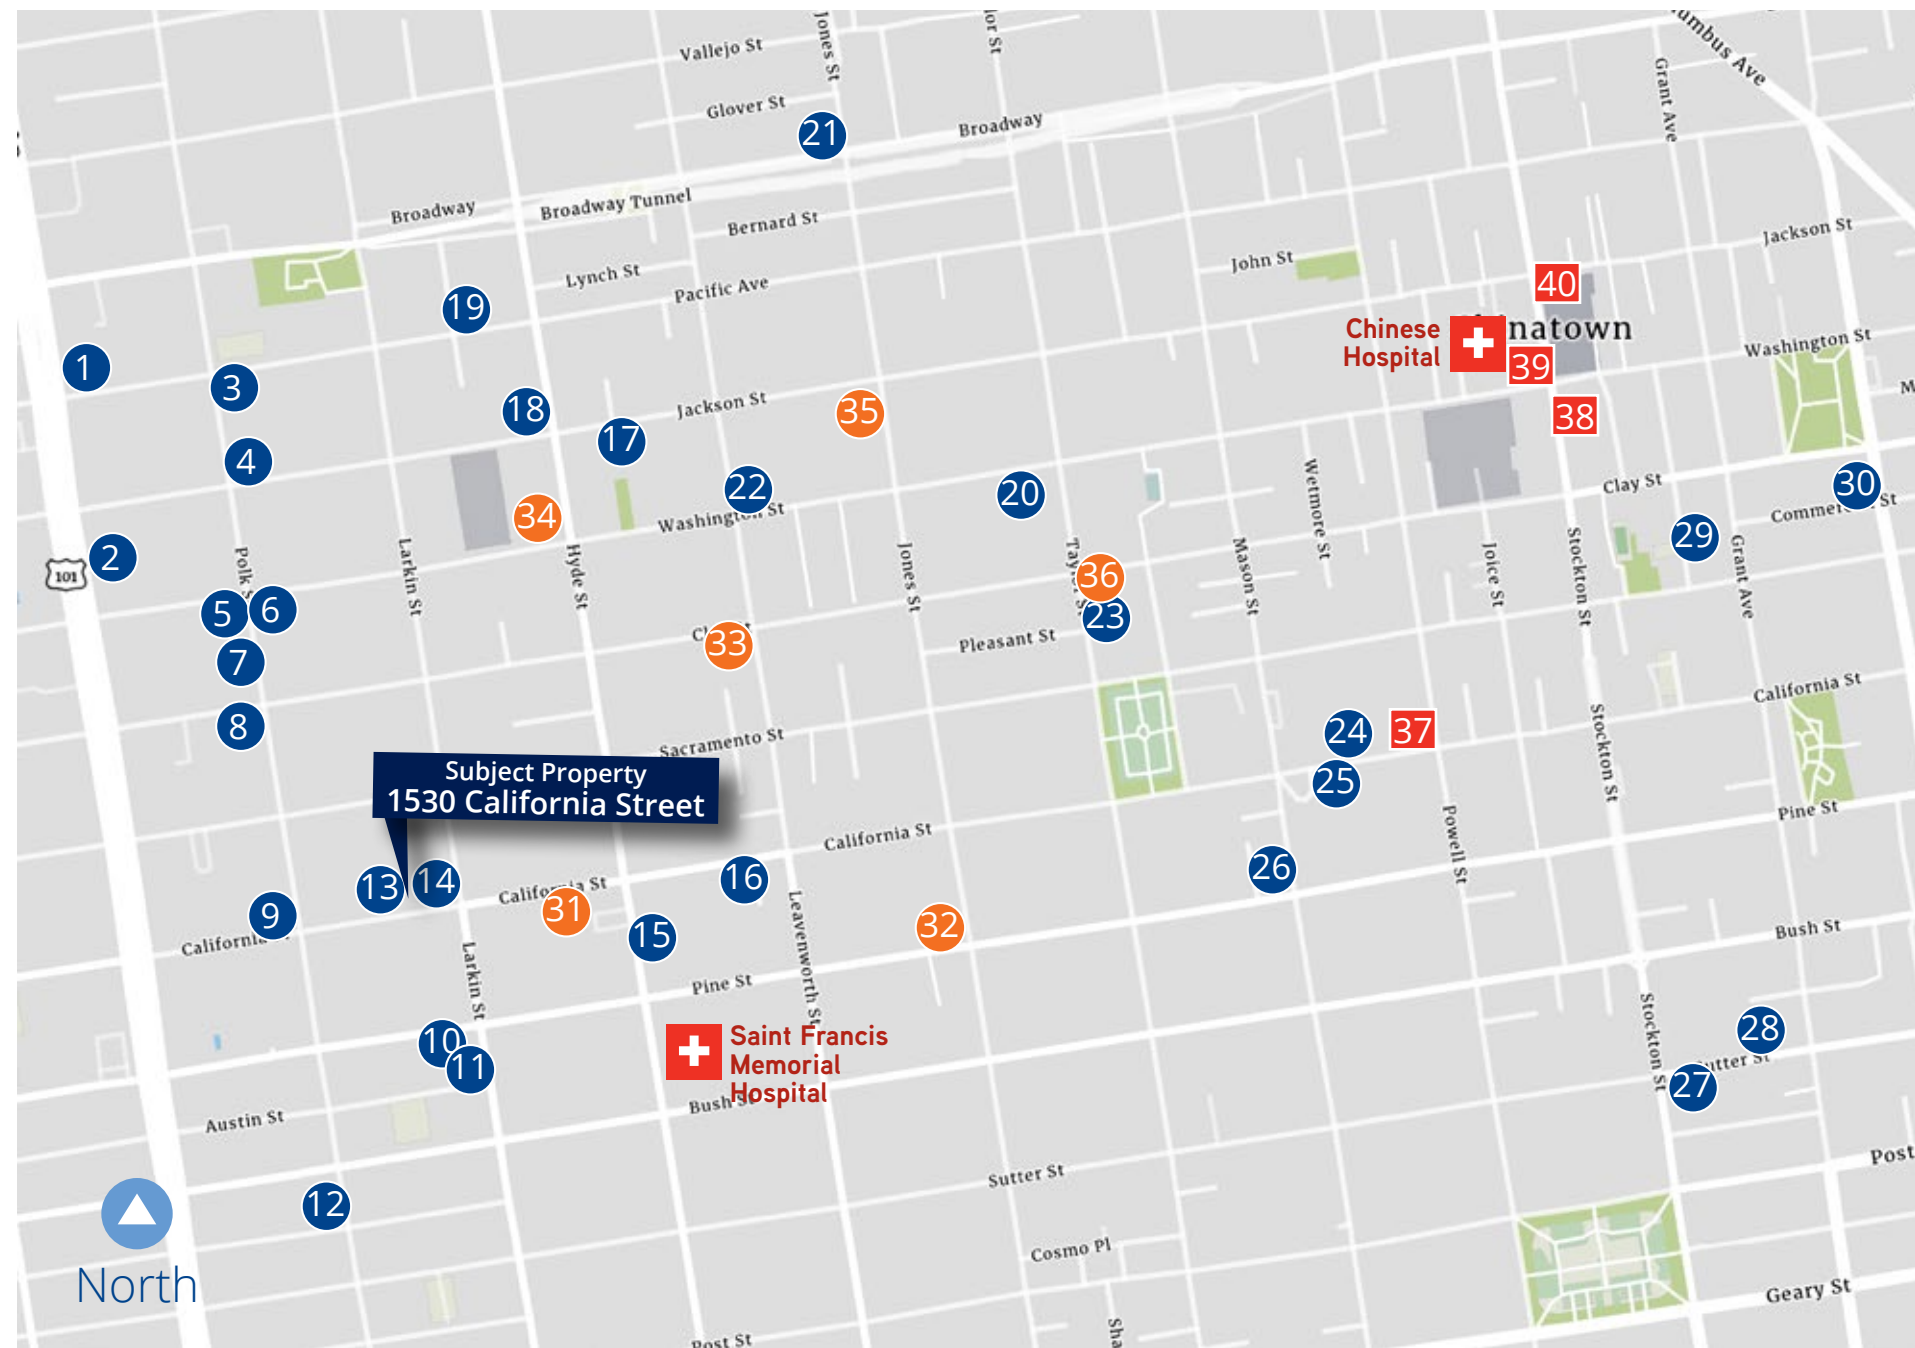 Vallejo St
Jones St
lor St
umbus Ave
Grant Ave
Glover St
21
Broadway
Broadway
Broadway Tunnel
Bernard St
Jackson St
Lynch St
John St
Pacific Ave
40
19
Chinese
Hospital
natown
Washington St
39
1
3
18
Jackson St
35
38
17
4
22
20
Clay St
30
34
Washington St
Wetmore St
29
2
101
Polk S
Larkin St
Hyde St
Jones St
Mason St
Joice St
Stockton St
Grant Ave
36
5
6
23
33
Pleasant St
7
8
24
37
California St
Sacramento St
25
Stockton St
Subject Property
1530 California Street
Pine St
California St
Powell St
26
13
14
16
California St
9
31
Leavenworth St
32
15
Bush St
Larkin St
Pine St
Stockton St
28
10
11
Saint Francis
Memorial
Hospital
Bush St
27
Austin St
Post
Sutter St
12
Cosmo Pl
North
Geary St
Sha
Post St